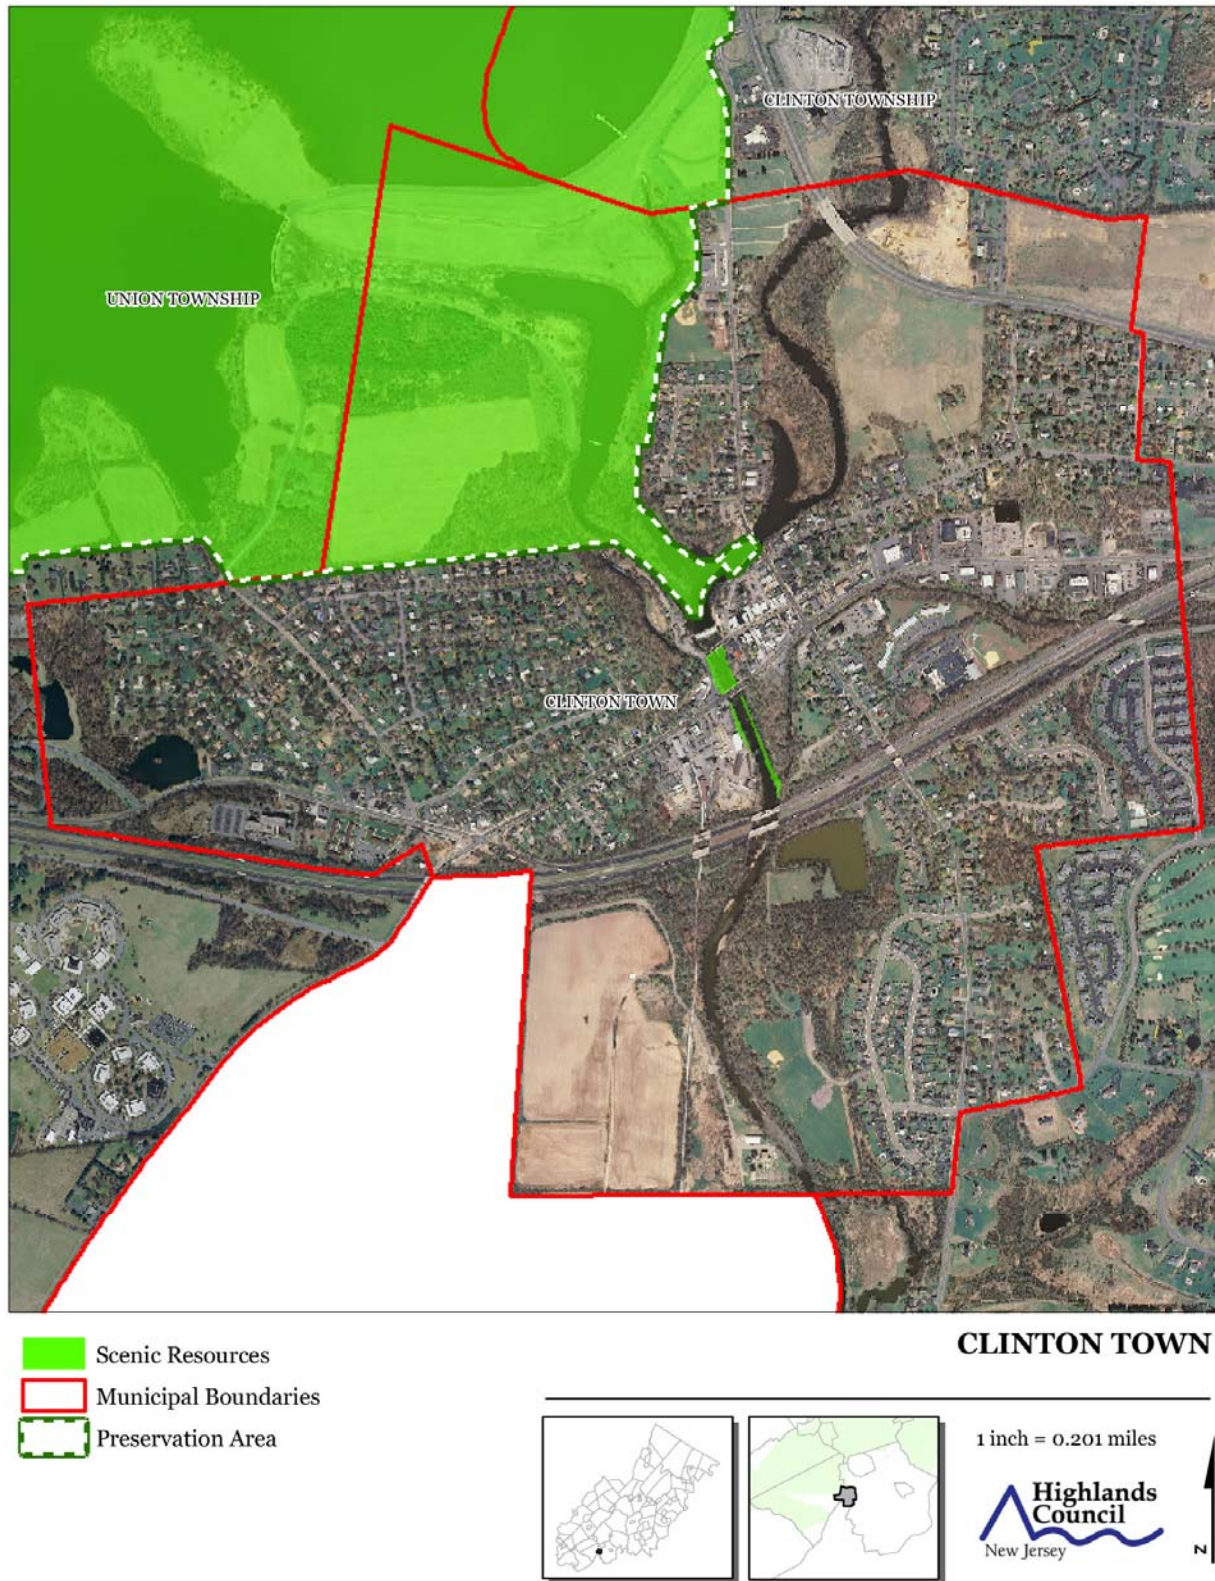 CLINTON TOWNSHIP
UNION TOWNSHIP
CLINTON TOWN
CLINTON TOWN
Scenic Resources
Municipal Boundaries
Preservation Area
1 inch = 0.201 miles
Highlands
Council
New Jersey
N